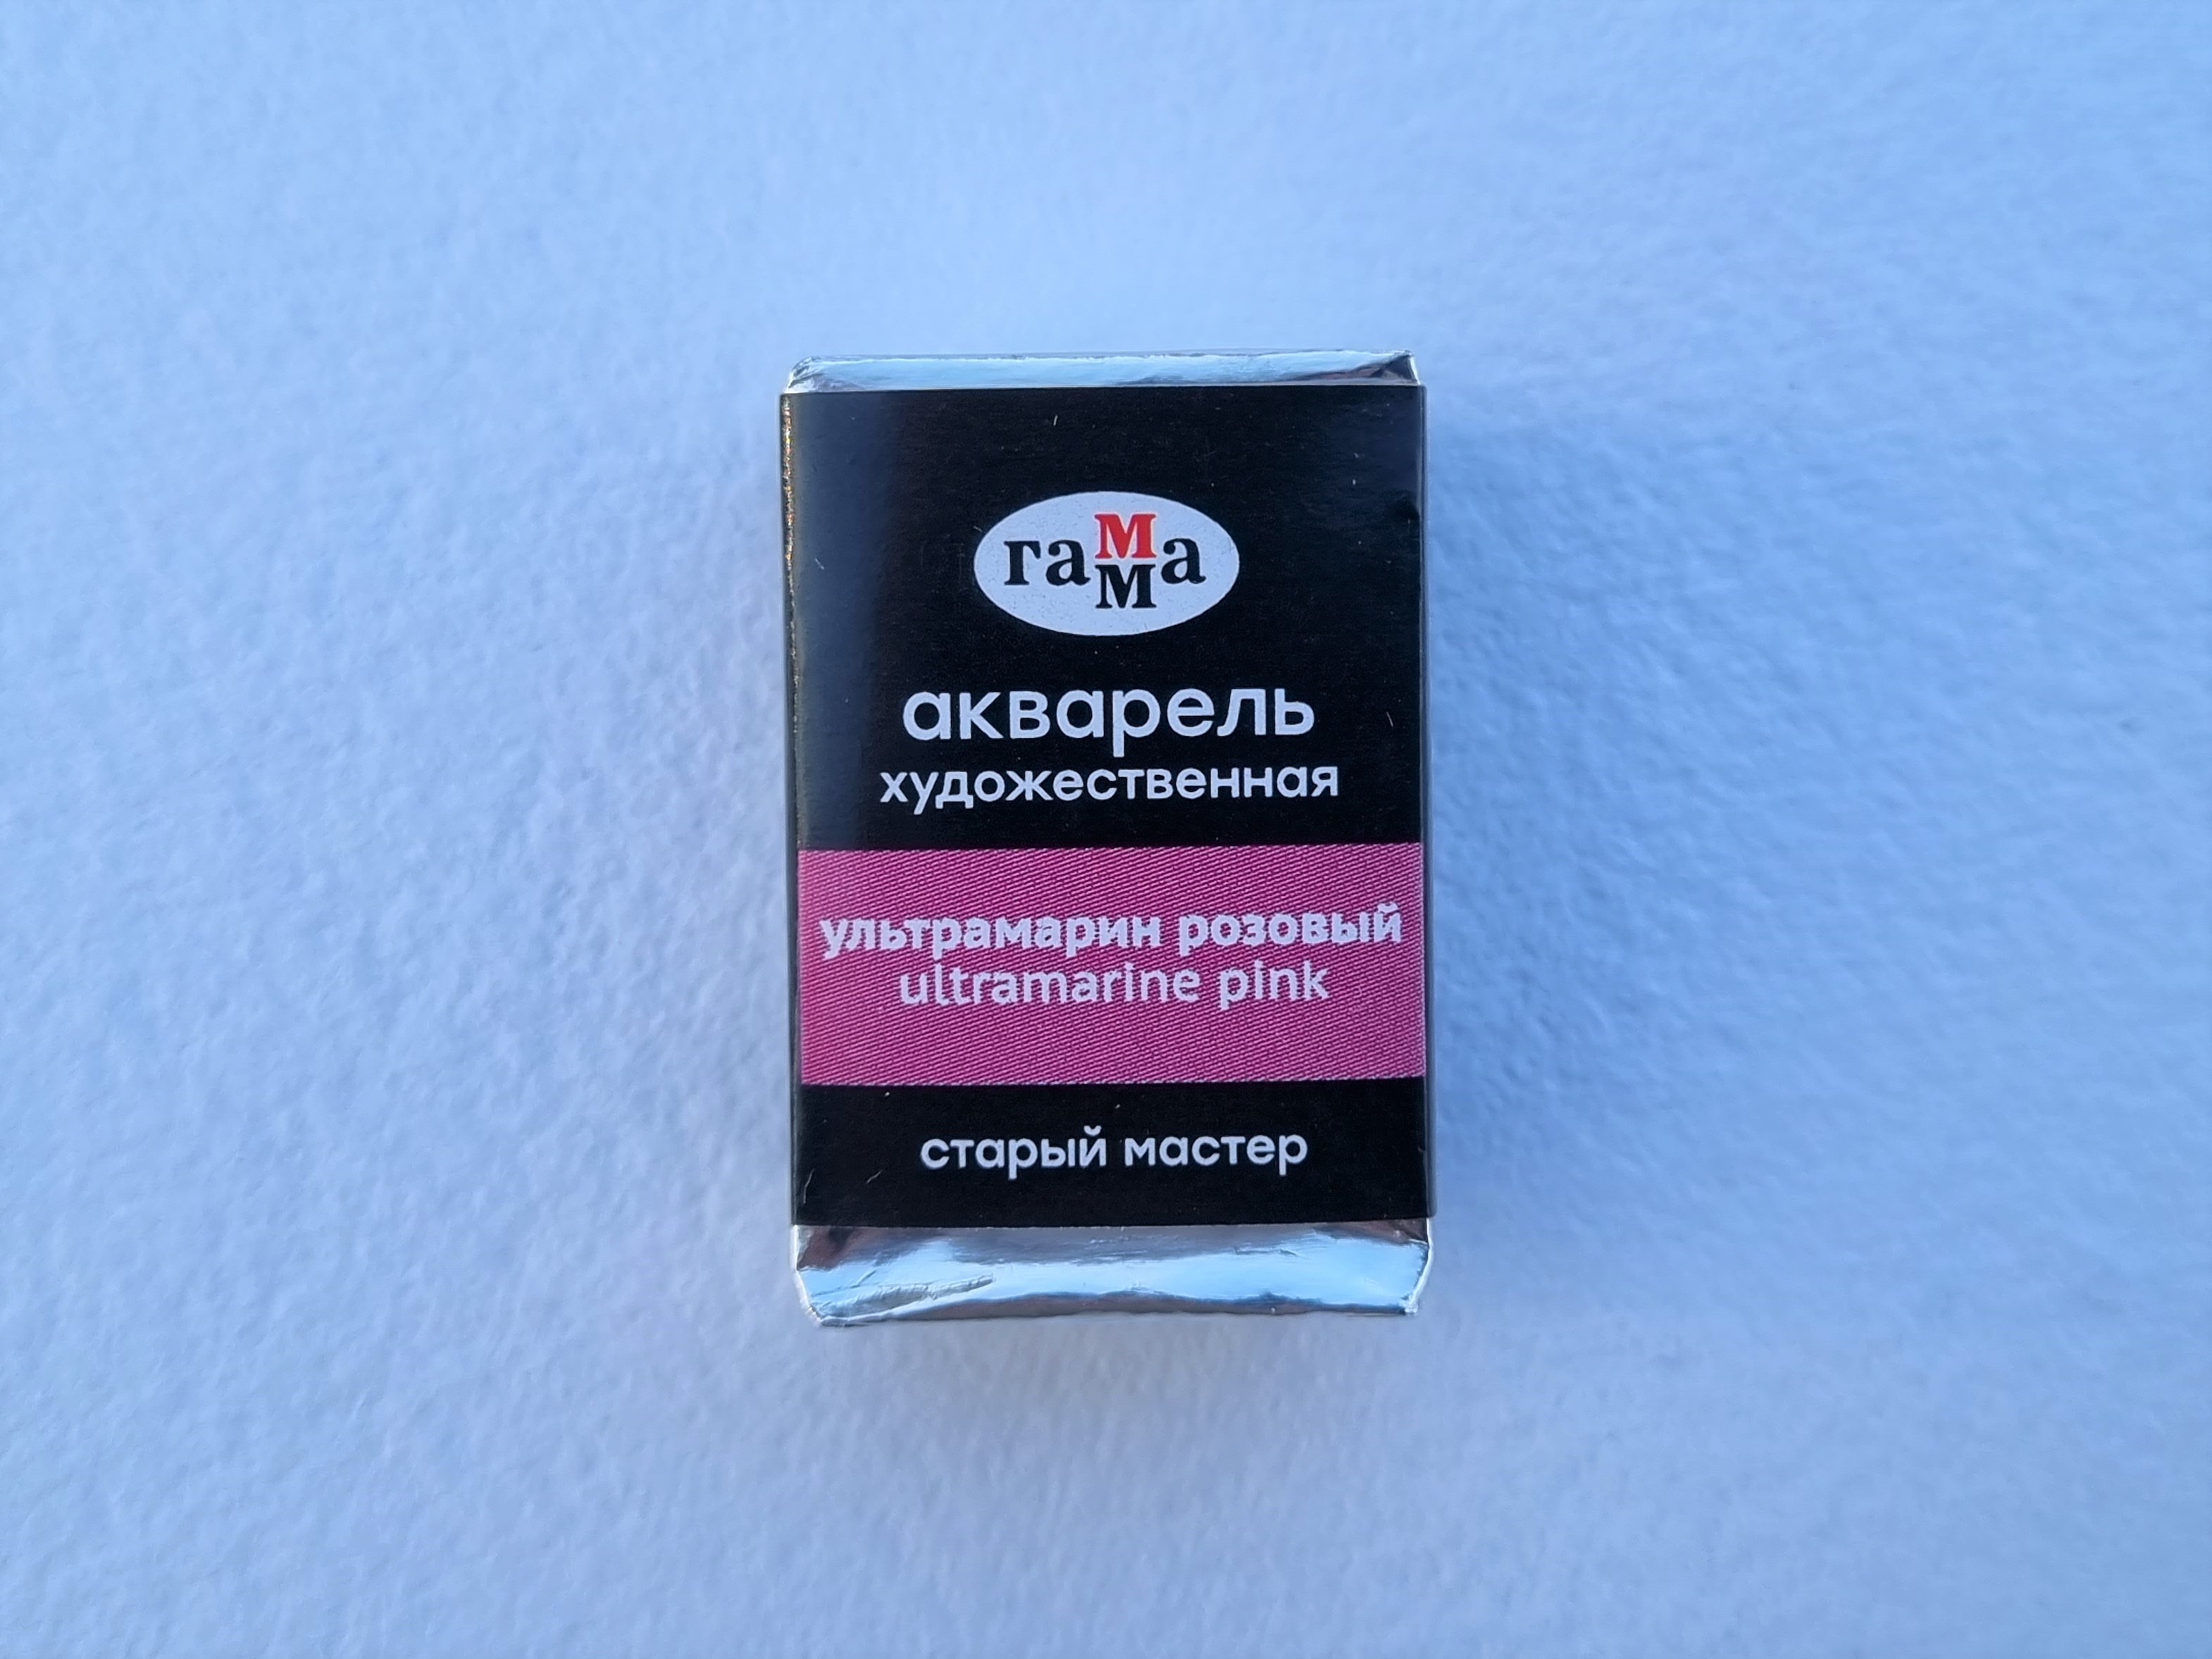 гамма
акварель
художественная
ультрамарин розовый
ultramarine pink
старый мастер